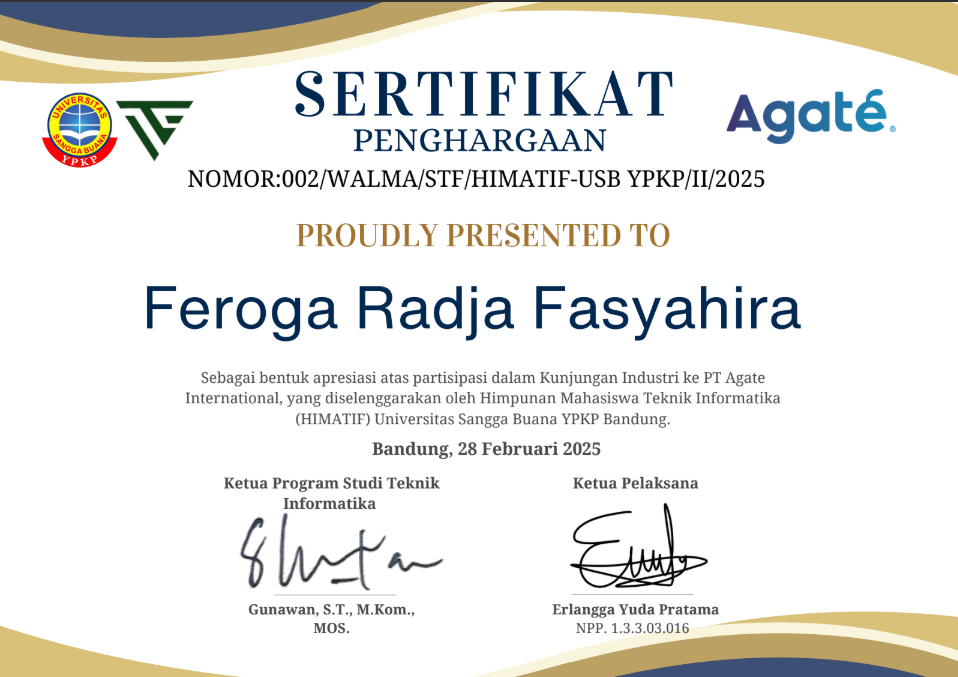 SERTIFIKAT
PENGHARGAAN
UNIVERSITAS
SANGGA BUANA
YPKP
Agaté®
NOMOR:002/WALMA/STF/HIMATIF-USB YPKP/II/2025
PROUDLY PRESENTED TO
Feroga Radja Fasyahira
Sebagai bentuk apresiasi atas partisipasi dalam Kunjungan Industri ke PT Agate
International, yang diselenggarakan oleh Himpunan Mahasiswa Teknik Informatika
(HIMATIF) Universitas Sangga Buana YPKP Bandung.
Bandung, 28 Februari 2025
Ketua Program Studi Teknik
Informatika
Gunawan, S.T., M.Kom.,
MOS.
Ketua Pelaksana
Erlangga Yuda Pratama
NPP. 1.3.3.03.016